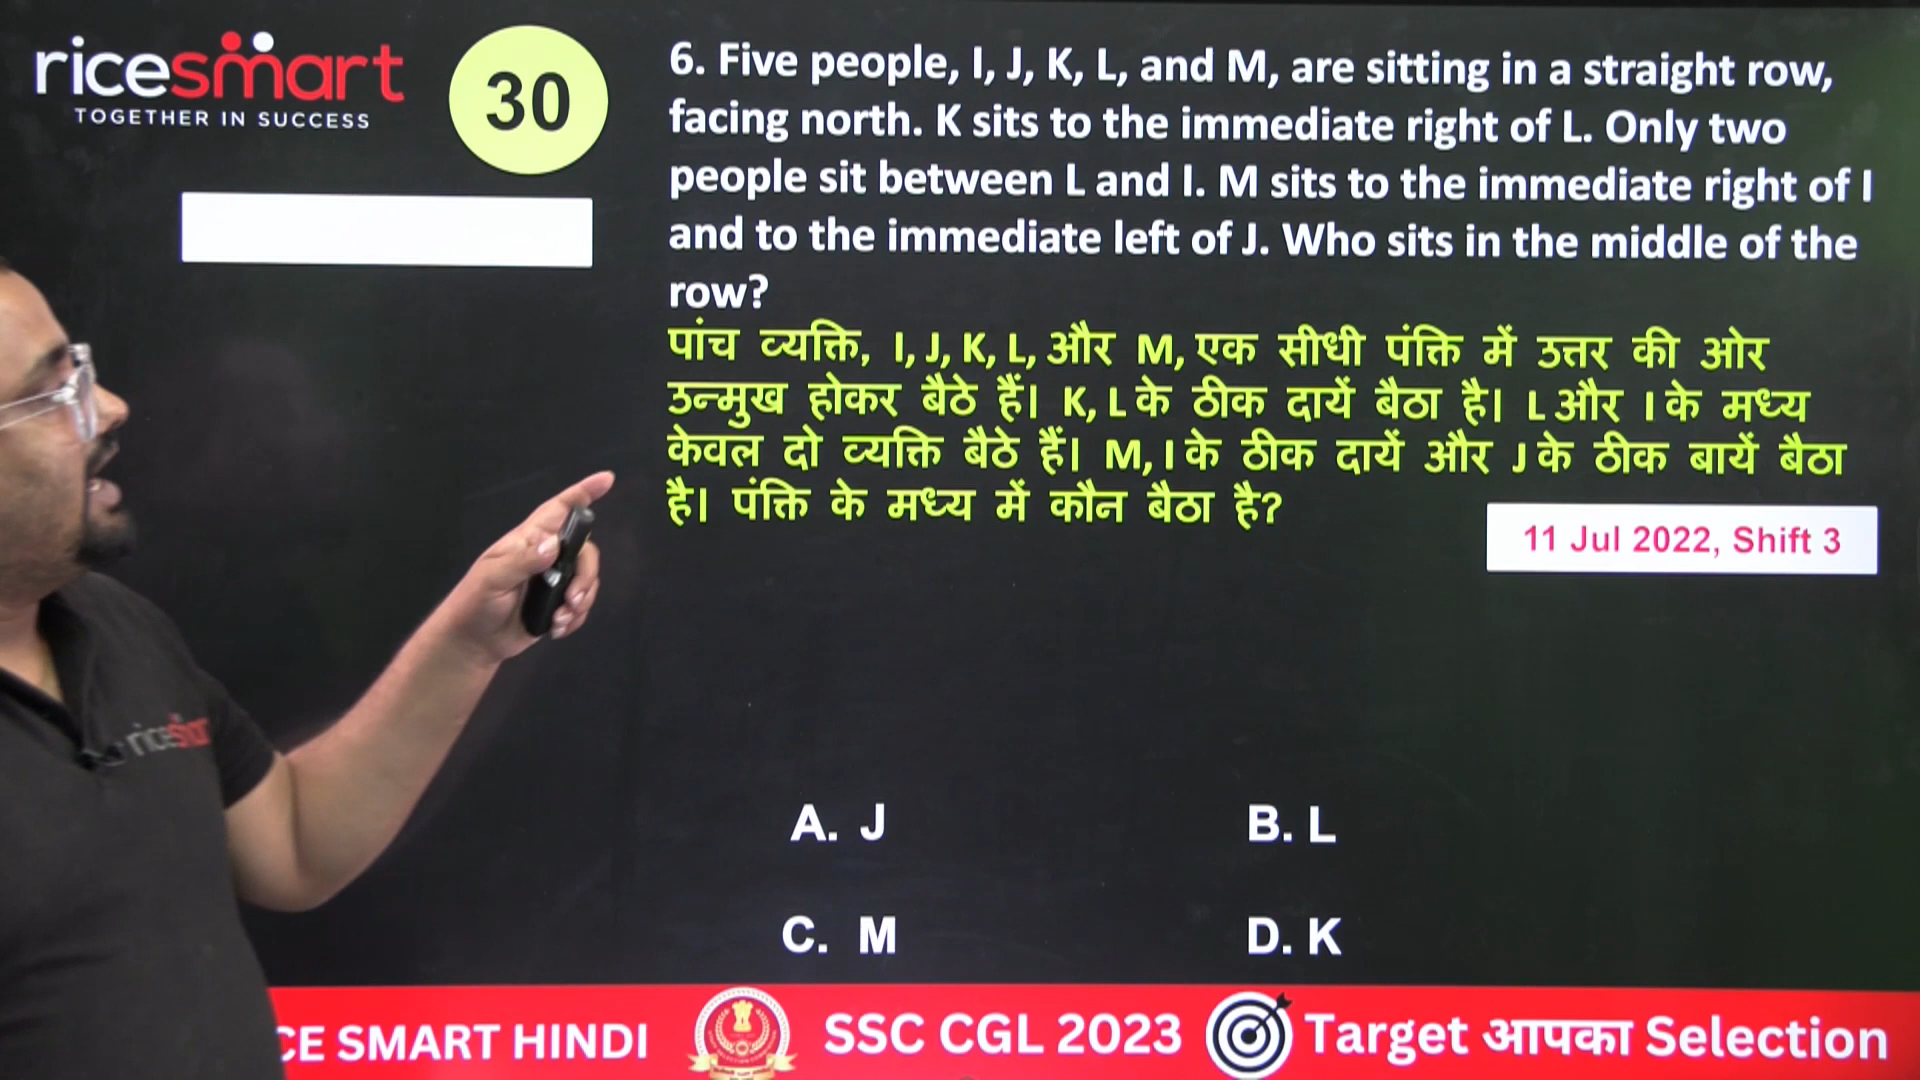 ricesmart
TOGETHER IN SUCCESS
30
6. Five people, I, J, K, L, and M, are sitting in a straight row,
facing north. K sits to the immediate right of L. Only two
people sit between L and I. M sits to the immediate right of I
and to the immediate left of J. Who sits in the middle of the
row?
पांच व्यक्ति, I, J, K, L, और M, एक सीधी पंक्ति में उत्तर की ओर
उन्मुख होकर बैठे हैं। K, L के ठीक दायें बैठा है। L और I के मध्य
केवल दो व्यक्ति बैठे हैं। M, I के ठीक दायें और J के ठीक बायें बैठा
है। पंक्ति के मध्य में कौन बैठा है?
11 Jul 2022, Shift 3
A. J
B. L
C. M
D. K
ricesmart
CE SMART HINDI
SSC CGL 2023
Target आपका Selection